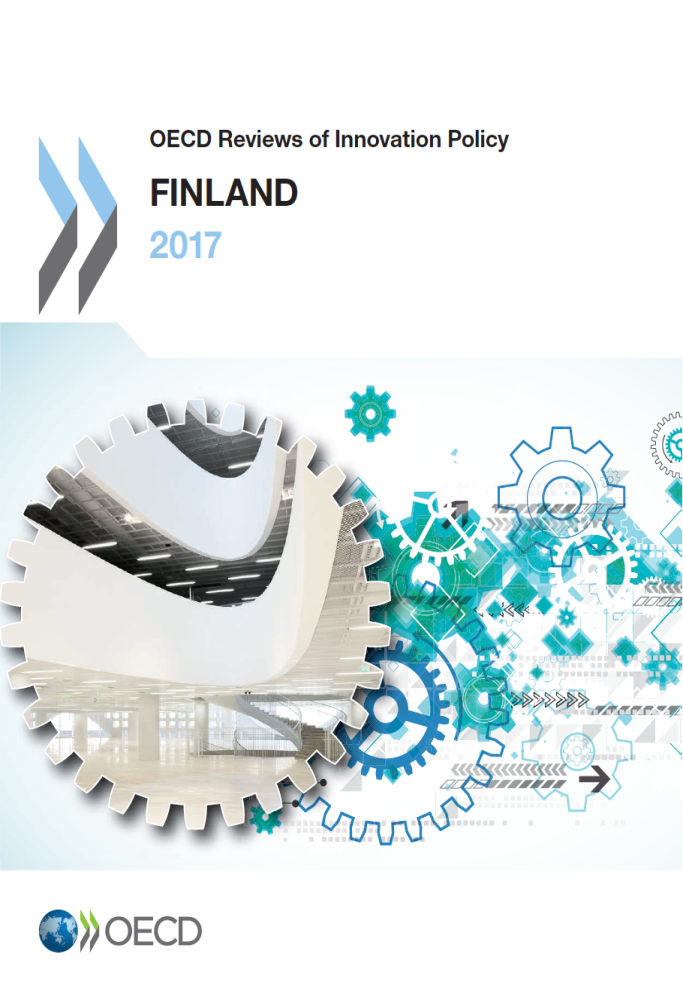 OECD Reviews of Innovation Policy
FINLAND
2017
OECD